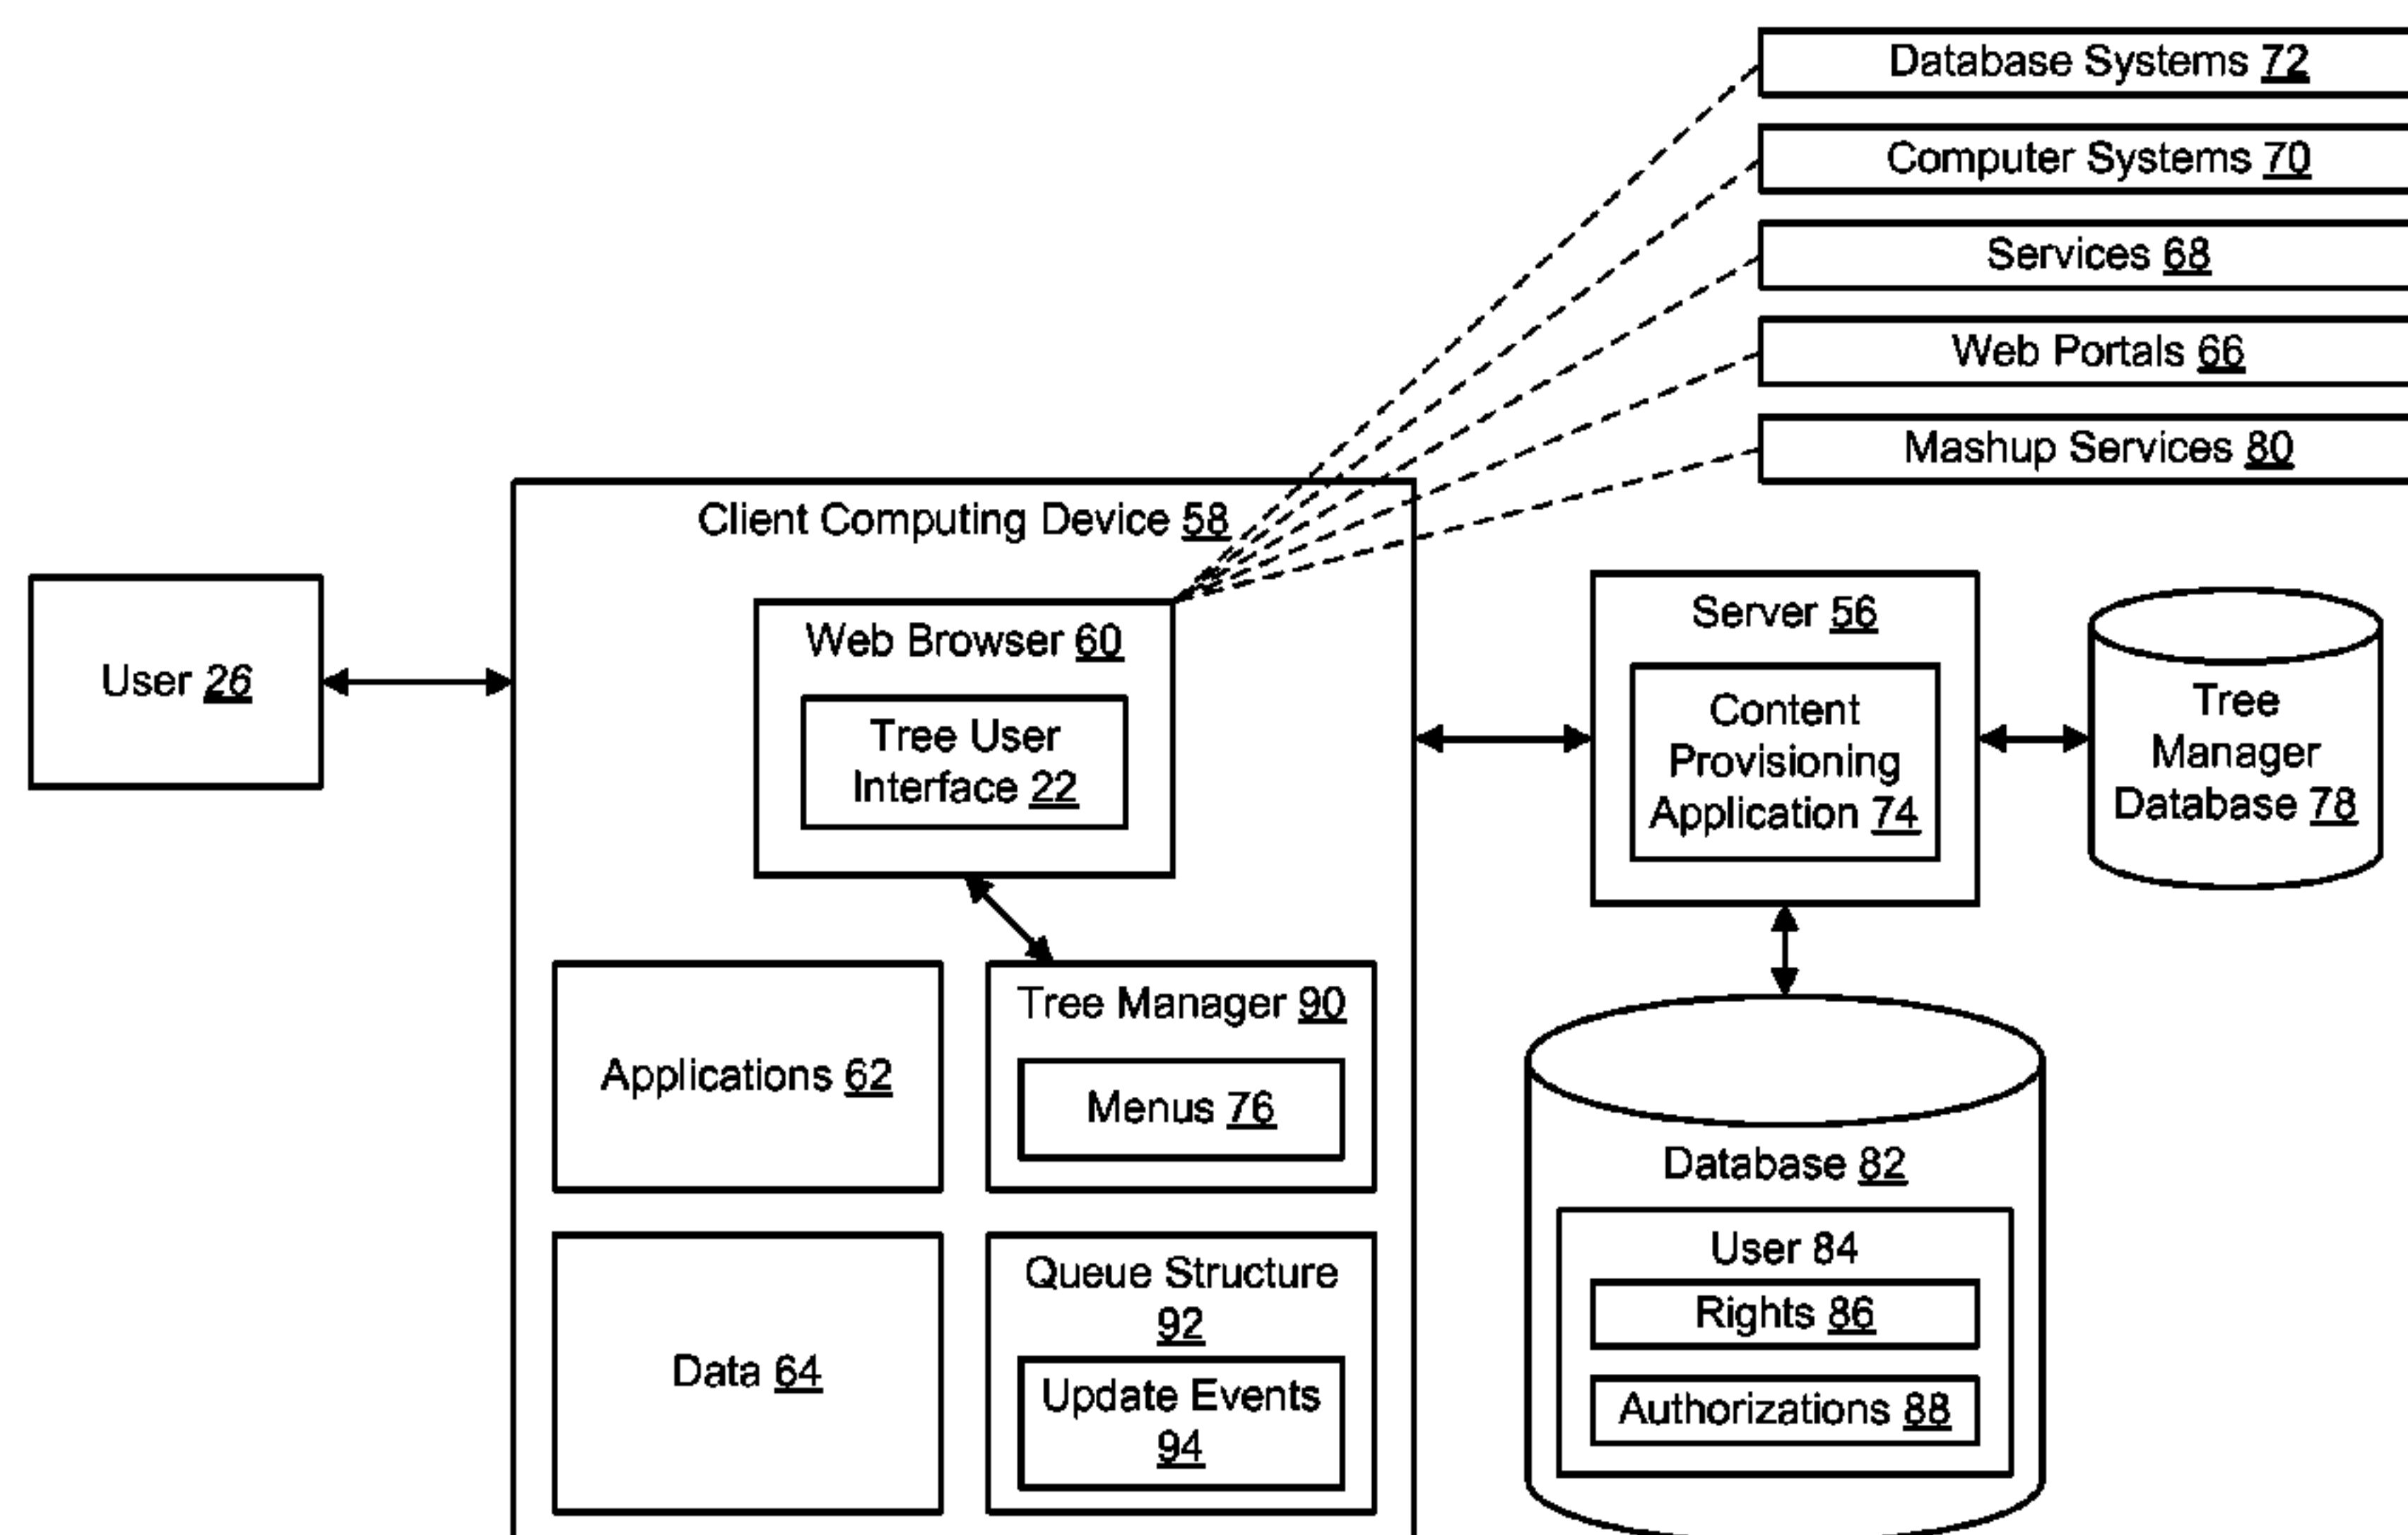 Database Systems 72
Computer Systems 70
Services 68
Web Portals 66
Mashup Services 80
Client Computing Device 58
User 26
Web Browser 60
Tree User
Interface 22
Server 56
Content
Provisioning
Application 74
Tree
Manager
Database 78
Applications 62
Tree Manager 90
Menus 76
Data 64
Queue Structure
92
Update Events
94
Database 82
User 84
Rights 86
Authorizations 88